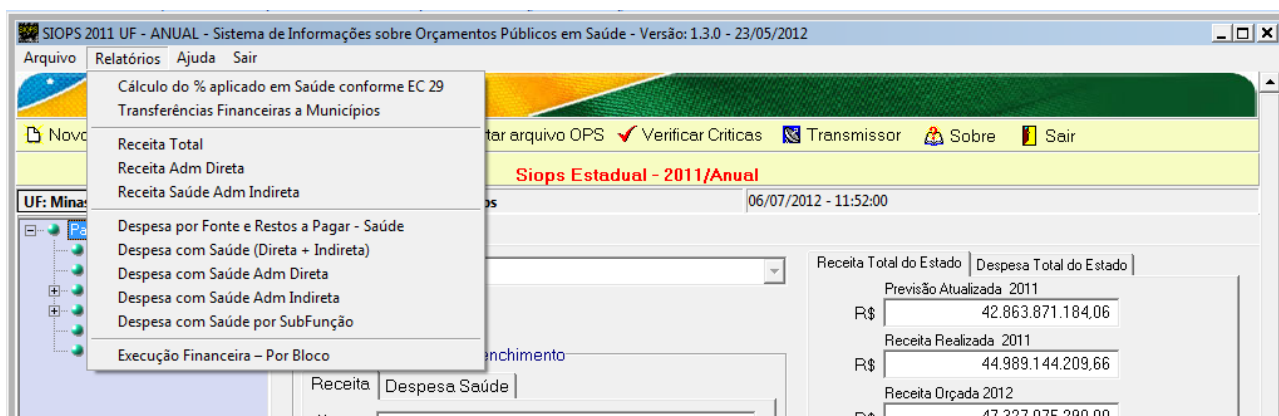 SIOPS 2011 UF - ANUAL - Sistema de Informações sobre Orçamentos Públicos em Saúde - Versão: 1.3.0 - 23/05/2012
Arquivo Relatórios Ajuda Sair
Cálculo do % aplicado em Saúde conforme EC 29
Transferências Financeiras a Municípios
Receita Total
Receita Adm Direta
Receita Saúde Adm Indireta
Despesa por Fonte e Restos a Pagar - Saúde
Despesa com Saúde (Direta + Indireta)
Despesa com Saúde Adm Direta
Despesa com Saúde Adm Indireta
Despesa com Saúde por SubFunção
Execução Financeira – Por Bloco
Novo tar arquivo OPS Verificar Criticas Transmissor Sobre Sair
Siops Estadual - 2011/Anual
UF: Minas os 06/07/2012 - 11:52:00
Pa
enchimento
Receita Despesa Saúde
Receita Total do Estado Despesa Total do Estado
Previsão Atualizada 2011
R$ 42.863.871.184,06
Receita Realizada 2011
R$ 44.989.144.209,66
Receita Orçada 2012
R$ 47.327.075.290,00